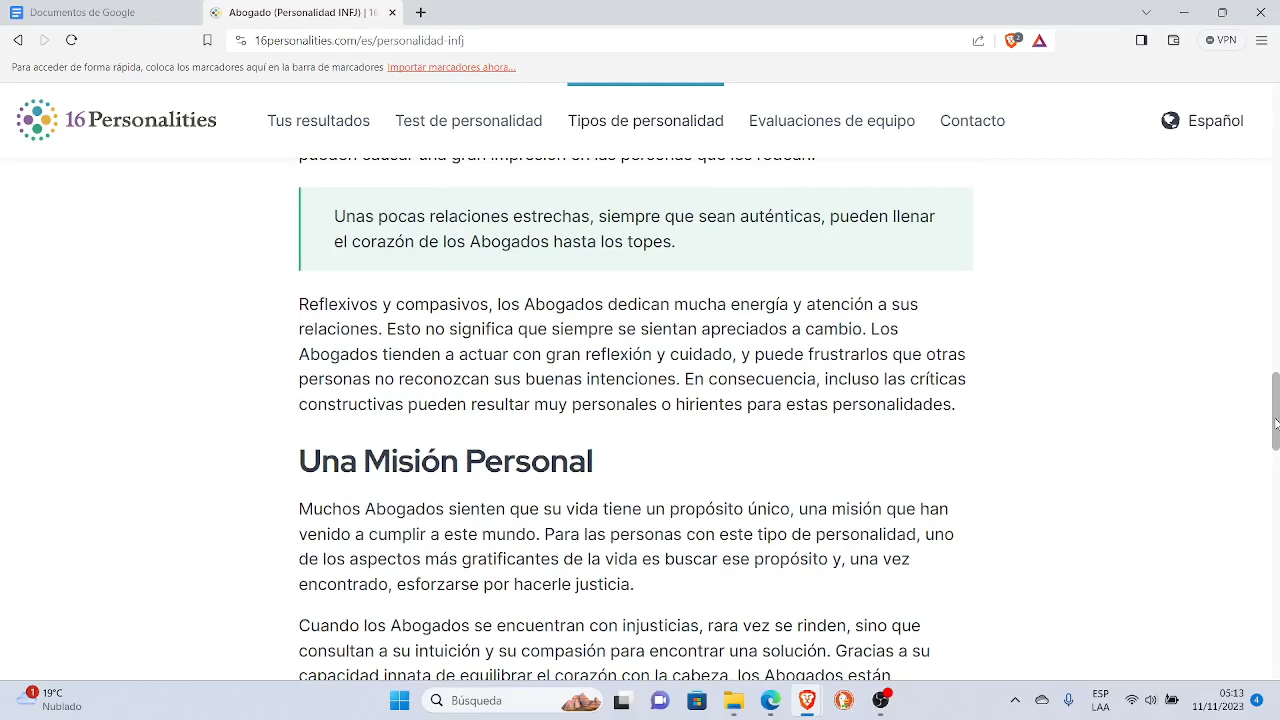 Documentos de Google
Abogado (Personalidad INFJ) | 16
16personalities.com/es/personalidad-infj
2
VPN
Para acceder de forma rápida, coloca los marcadores aquí en la barra de marcadores Importar marcadores ahora...
16Personalities
Tus resultados
Test de personalidad
Tipos de personalidad
Evaluaciones de equipo
Contacto
Español
pueden causar una gran impresión en las personas que los rodean.
Unas pocas relaciones estrechas, siempre que sean auténticas, pueden llenar
el corazón de los Abogados hasta los topes.
Reflexivos y compasivos, los Abogados dedican mucha energía y atención a sus
relaciones. Esto no significa que siempre se sientan apreciados a cambio. Los
Abogados tienden a actuar con gran reflexión y cuidado, y puede frustrarlos que otras
personas no reconozcan sus buenas intenciones. En consecuencia, incluso las críticas
constructivas pueden resultar muy personales o hirientes para estas personalidades.
Una Misión Personal
Muchos Abogados sienten que su vida tiene un propósito único, una misión que han
venido a cumplir a este mundo. Para las personas con este tipo de personalidad, uno
de los aspectos más gratificantes de la vida es buscar ese propósito y, una vez
encontrado, esforzarse por hacerle justicia.
Cuando los Abogados se encuentran con injusticias, rara vez se rinden, sino que
consultan a su intuición y su compasión para encontrar una solución. Gracias a su
capacidad innata de equilibrar el corazón con la cabeza, los Abogados están
1
19°C
Nublado
Búsqueda
ESP
LAA
05:13
11/11/2023
4